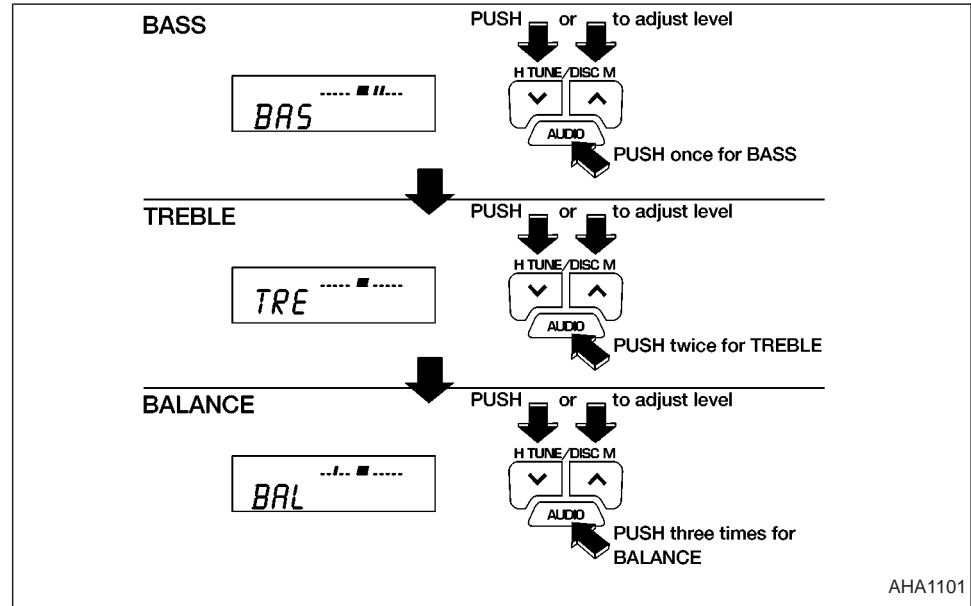 BASS
PUSH or to adjust level
H TUNE/DISC M
BAS
AUDIO
PUSH once for BASS
TREBLE
PUSH or to adjust level
H TUNE/DISC M
TRE
AUDIO
PUSH twice for TREBLE
BALANCE
PUSH or to adjust level
H TUNE/DISC M
BAL
AUDIO
PUSH three times for
BALANCE
AHA1101